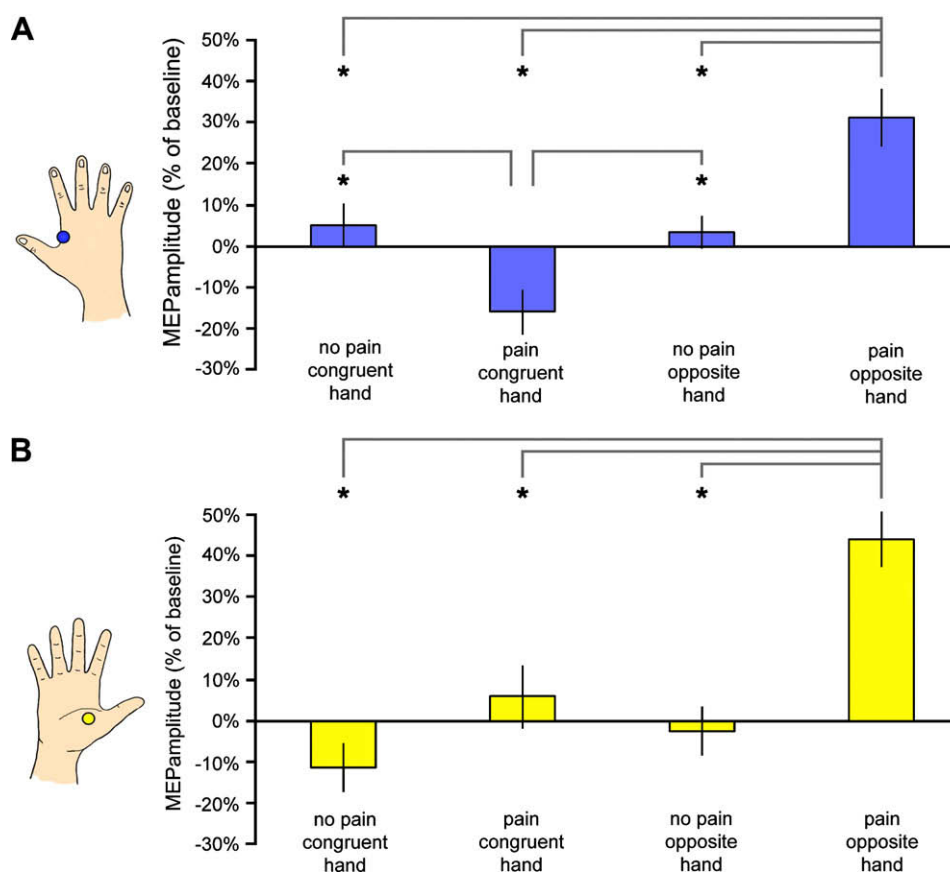 A
MEPamplitude (% of baseline)
50%
40%
30%
20%
10%
0%
-10%
-20%
-30%
* * *
* *
no pain
congruent
hand
pain
congruent
hand
no pain
opposite
hand
pain
opposite
hand
B
MEPamplitude (% of baseline)
50%
40%
30%
20%
10%
0%
-10%
-20%
-30%
* * *
no pain
congruent
hand
pain
congruent
hand
no pain
opposite
hand
pain
opposite
hand